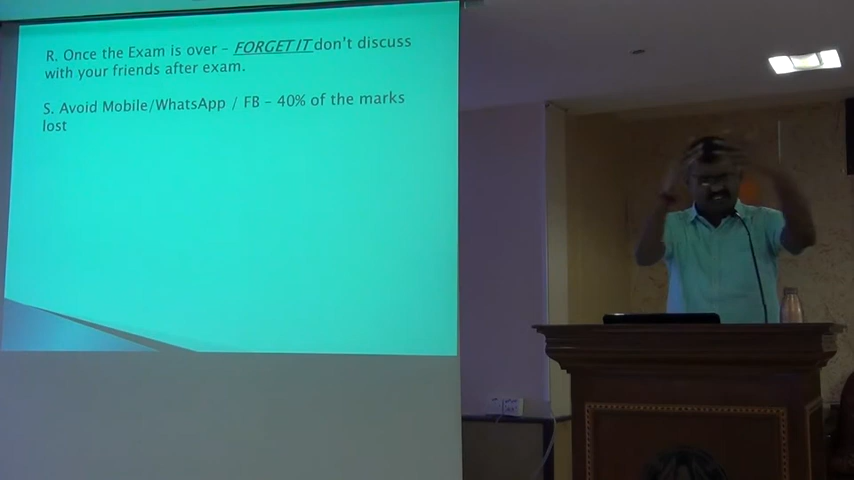 R. Once the Exam is over – FORGET IT don't discuss
with your friends after exam.
S. Avoid Mobile/WhatsApp / FB – 40% of the marks
lost